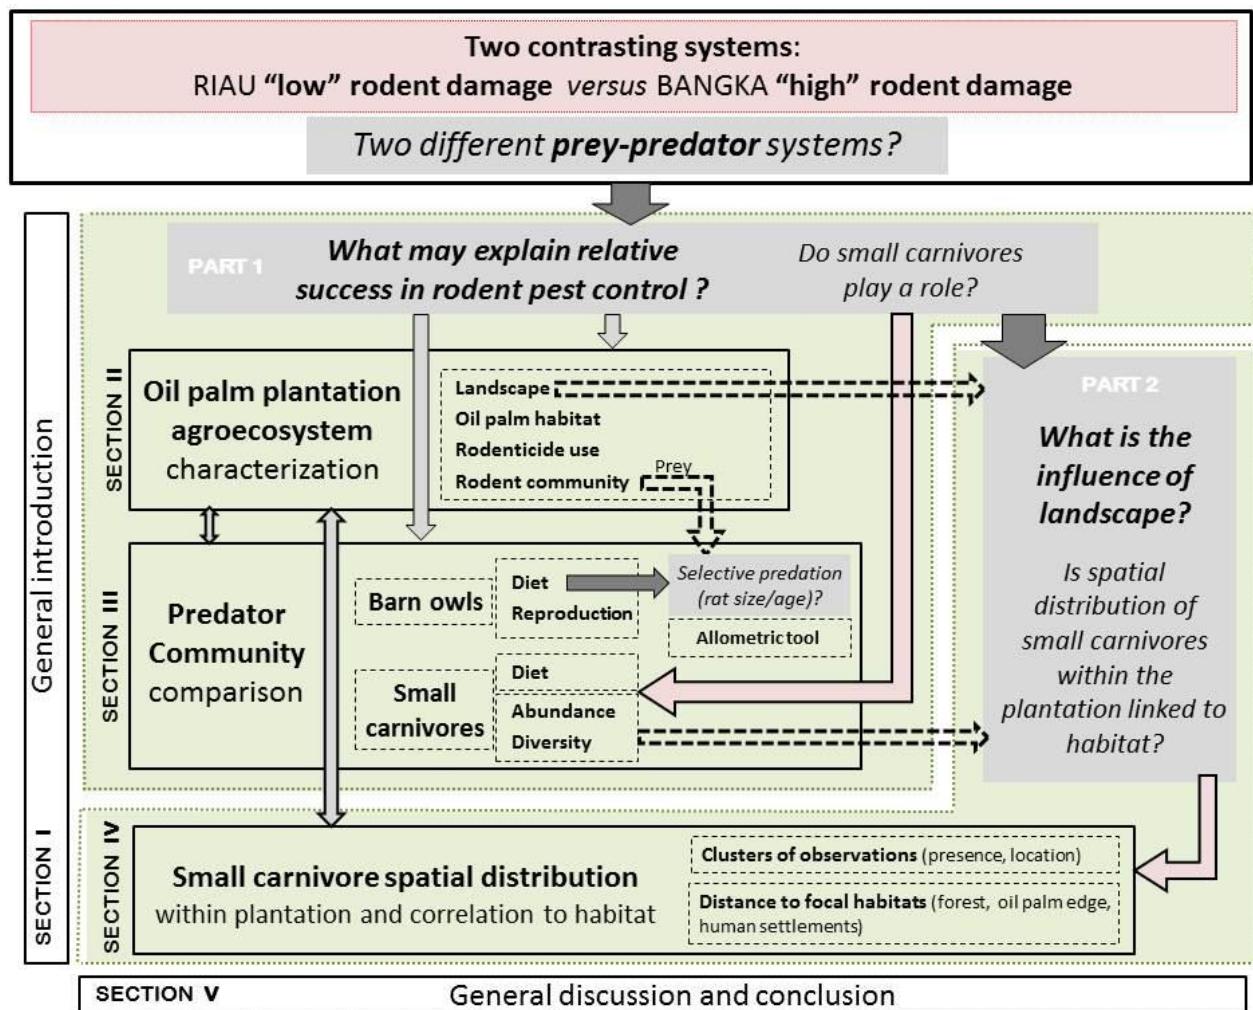 Two contrasting systems:
RIAU “low” rodent damage versus BANGKA “high” rodent damage
Two different prey-predator systems?
PART 1
What may explain relative
success in rodent pest control ?
Do small carnivores
play a role?
General introduction
SECTION I
SECTION II
Oil palm plantation
agroecosystem
characterization
Landscape
Oil palm habitat
Rodenticide use
Rodent community
Prey
PART 2
What is the
influence of
landscape?
Is spatial
distribution of
small carnivores
within the
plantation linked to
habitat?
SECTION III
Predator
Community
comparison
Barn owls
Diet
Reproduction
Selective predation
(rat size/age)?
Allometric tool
Small
carnivores
Diet
Abundance
Diversity
SECTION IV
Small carnivore spatial distribution
within plantation and correlation to habitat
Clusters of observations (presence, location)
Distance to focal habitats (forest, oil palm edge,
human settlements)
SECTION V
General discussion and conclusion